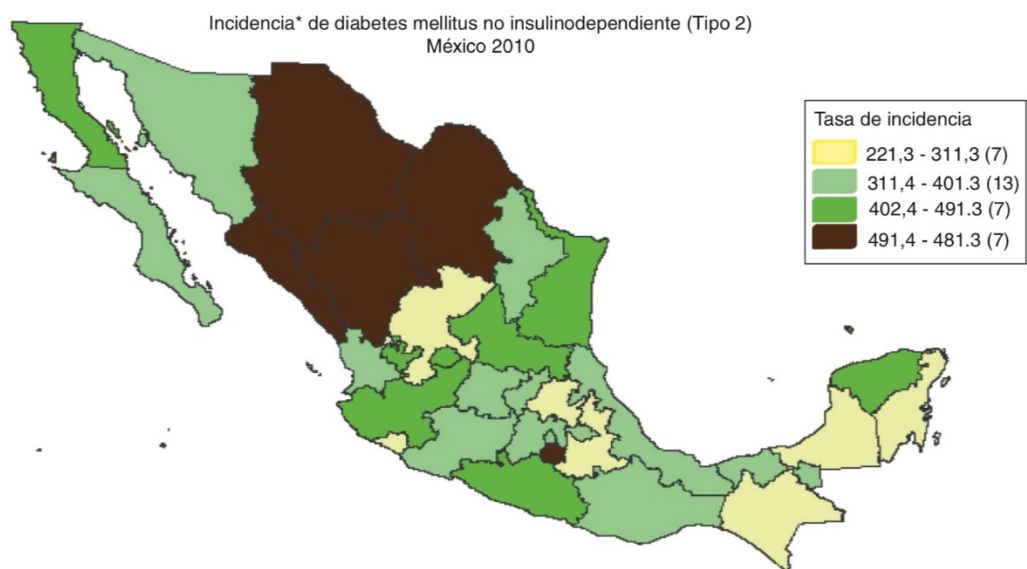 Incidencia* de diabetes mellitus no insulinodependiente (Tipo 2)
México 2010
Tasa de incidencia
221,3 - 311,3 (7)
311,4 - 401.3 (13)
402,4 - 491.3 (7)
491,4 - 481.3 (7)